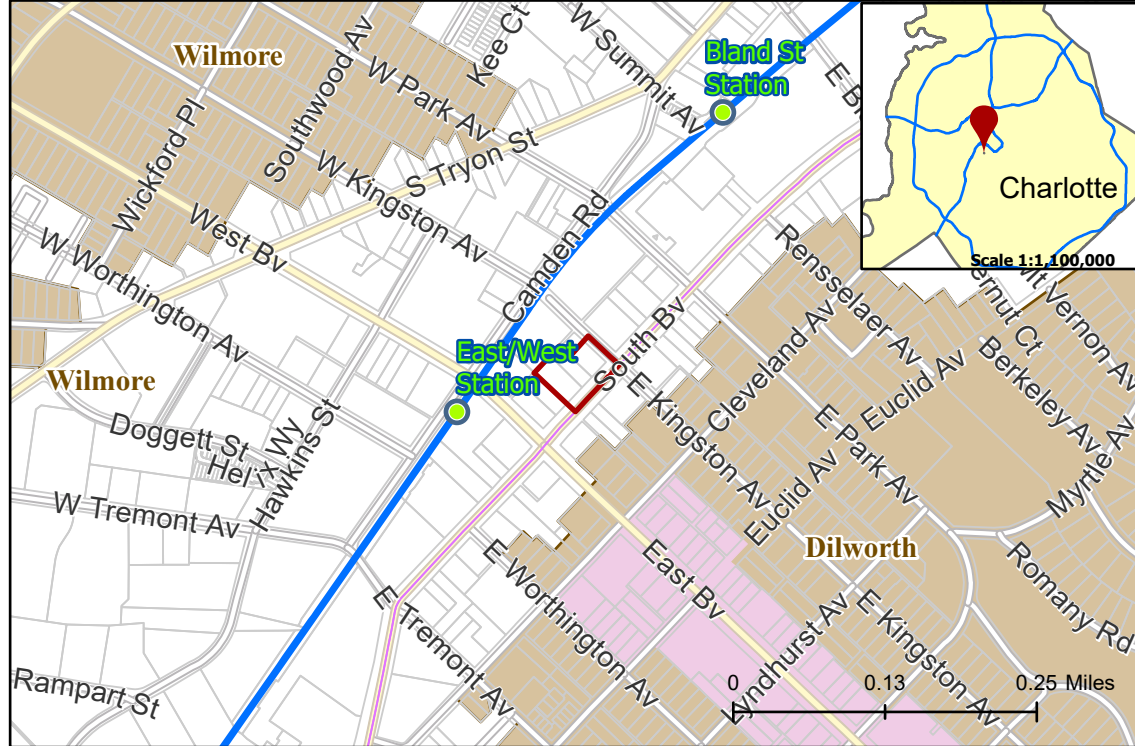 Wilmore
Southwood Av
Kee Ct
W Summit Av
Bland St
Station
W Park Av
Wickford Pl
S Tryon St
W Kingston Av
West Bv
Camden Rd
W Worthington Av
Charlotte
Scale 1:1,100,000
Rensselaer Av
Mt Vernon Av
Berkeley Av
Myrtle Av
South Bv
East/West
Station
Cleveland Av
Euclid Av
E Park Av
E Kingston Av
Euclid Av
Wilmore
Doggett St
Helix Wy
Hawkins St
W Tremont Av
Dilworth
Romany Rd
E Worthington Av
East Bv
E Tremont Av
Lyndhurst Av
E Kingston Av
Rampart St
0 0.13 0.25 Miles